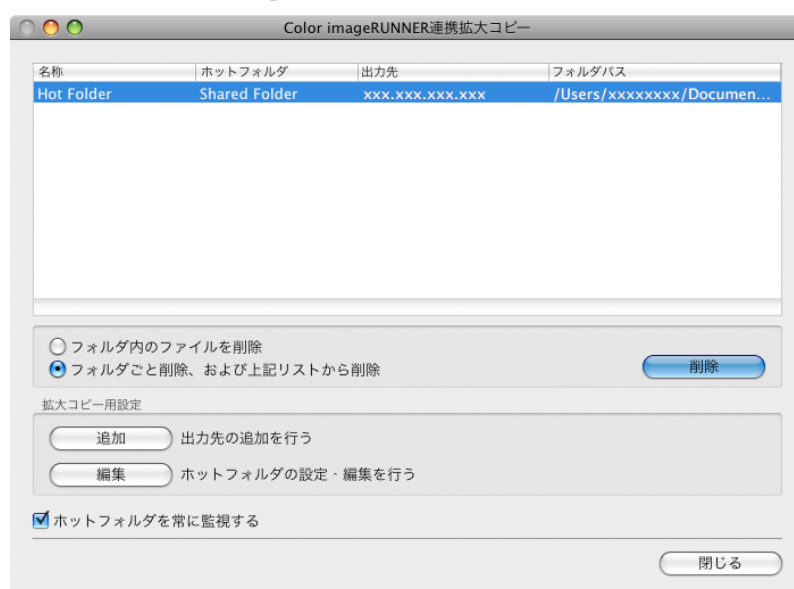 Color imageRUNNER連携拡大コピー
名称 ホットフォルダ 出力先 フォルダパス
Hot Folder Shared Folder xxx.xxx.xxx.xxx /Users/xxxxxxxx/Documen...
フォルダ内のファイルを削除
フォルダごと削除、および上記リストから削除 削除
拡大コピー用設定
追加 出力先の追加を行う
編集 ホットフォルダの設定・編集を行う
ホットフォルダを常に監視する
閉じる